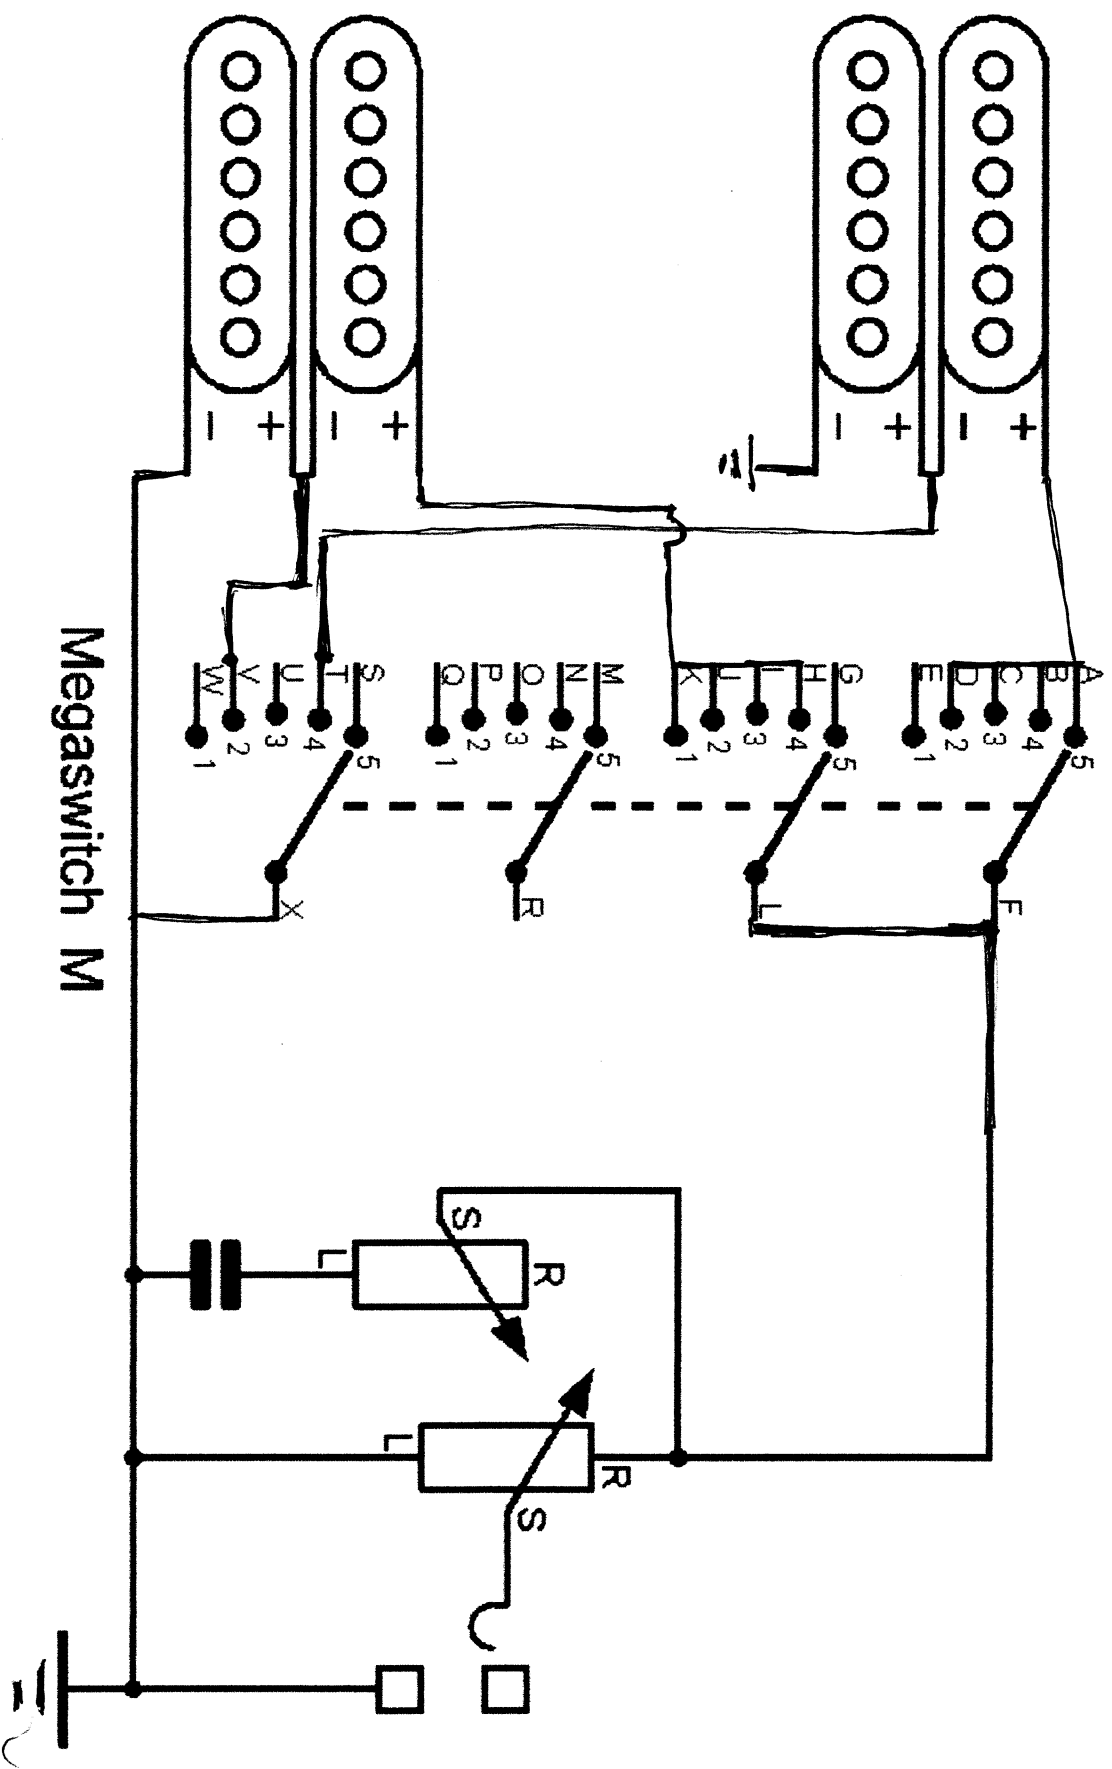 − + − + − + − +
W V U T S Q P O N M K J I H G E D C B A
1 2 3 4 5 1 2 3 4 5 1 2 3 4 5 1 2 3 4 5
X R L F
Megaswitch M
L S R
L R S